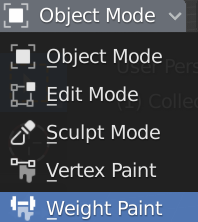 Object Mode
Object Mode
Edit Mode
Sculpt Mode
Vertex Paint
Weight Paint